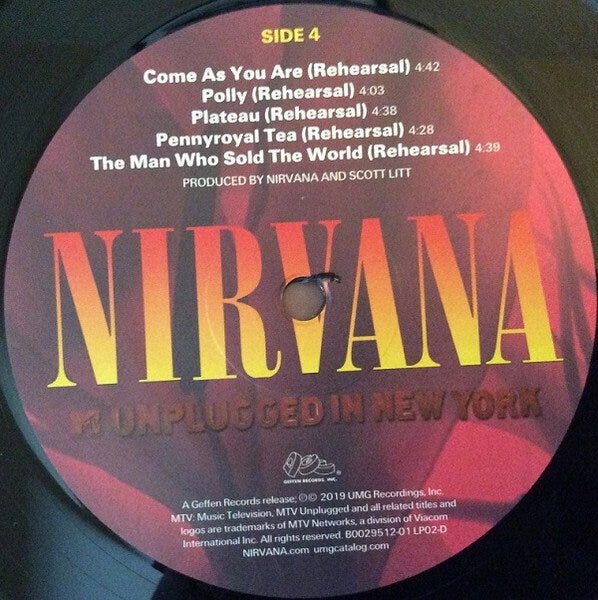 SIDE 4
Come As You Are (Rehearsal) 4:42
Polly (Rehearsal) 4:03
Plateau (Rehearsal) 4:38
Pennyroyal Tea (Rehearsal) 4:28
The Man Who Sold The World (Rehearsal) 4:39
PRODUCED BY NIRVANA AND SCOTT LITT
NIRVANA
MTV UNPLUGGED IN NEW YORK
GEFFEN RECORDS, INC.
A Geffen Records release; ℗© 2019 UMG Recordings, Inc.
MTV: Music Television, MTV Unplugged and all related titles and
logos are trademarks of MTV Networks, a division of Viacom
International Inc. All rights reserved. B0029512-01 LP02-D
NIRVANA.com umgcatalog.com